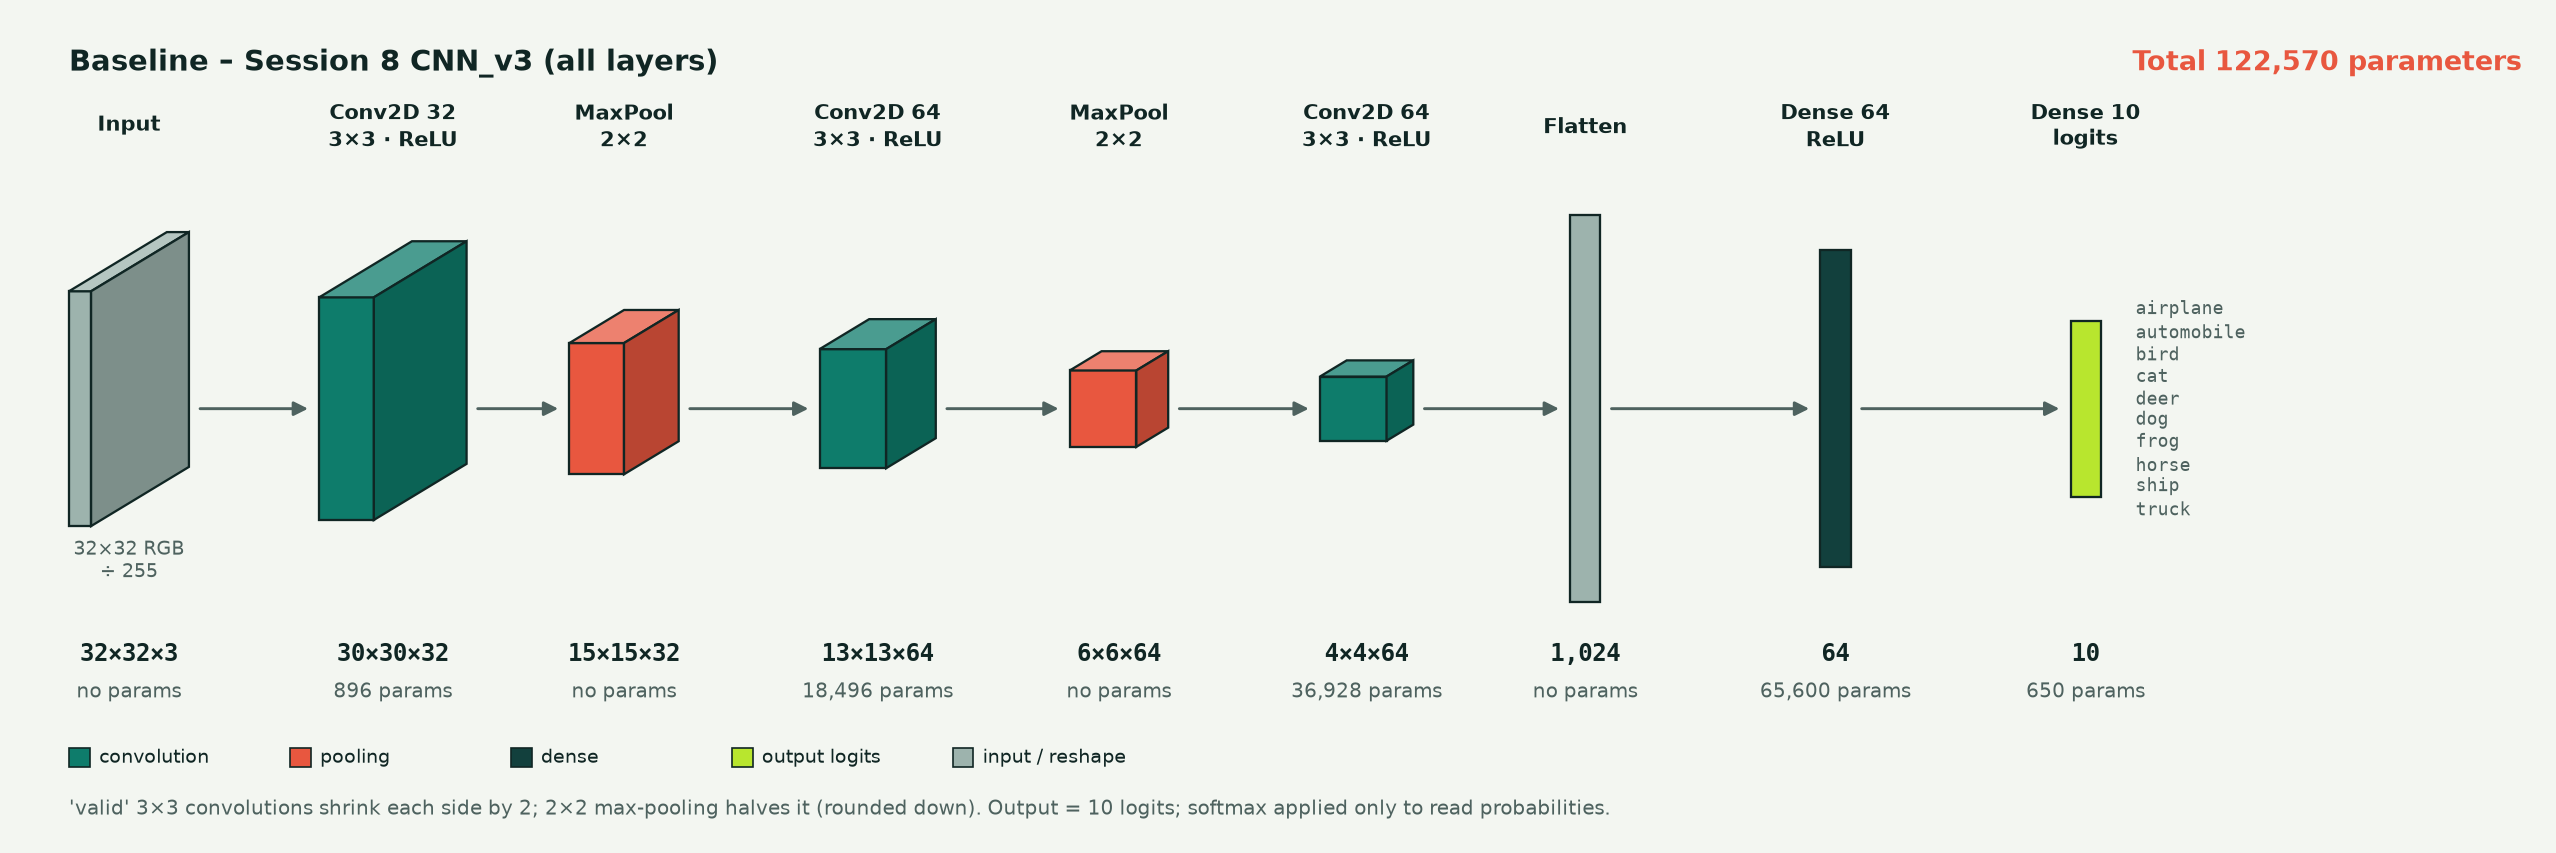 Baseline – Session 8 CNN_v3 (all layers)
Total 122,570 parameters
Input
Conv2D 32
3×3 · ReLU
MaxPool
2×2
Conv2D 64
3×3 · ReLU
MaxPool
2×2
Conv2D 64
3×3 · ReLU
Flatten
Dense 64
ReLU
Dense 10
logits
32×32 RGB
÷ 255
airplane
automobile
bird
cat
deer
dog
frog
horse
ship
truck
32×32×3
30×30×32
15×15×32
13×13×64
6×6×64
4×4×64
1,024
64
10
no params
896 params
no params
18,496 params
no params
36,928 params
no params
65,600 params
650 params
convolution
pooling
dense
output logits
input / reshape
'valid' 3×3 convolutions shrink each side by 2; 2×2 max-pooling halves it (rounded down). Output = 10 logits; softmax applied only to read probabilities.